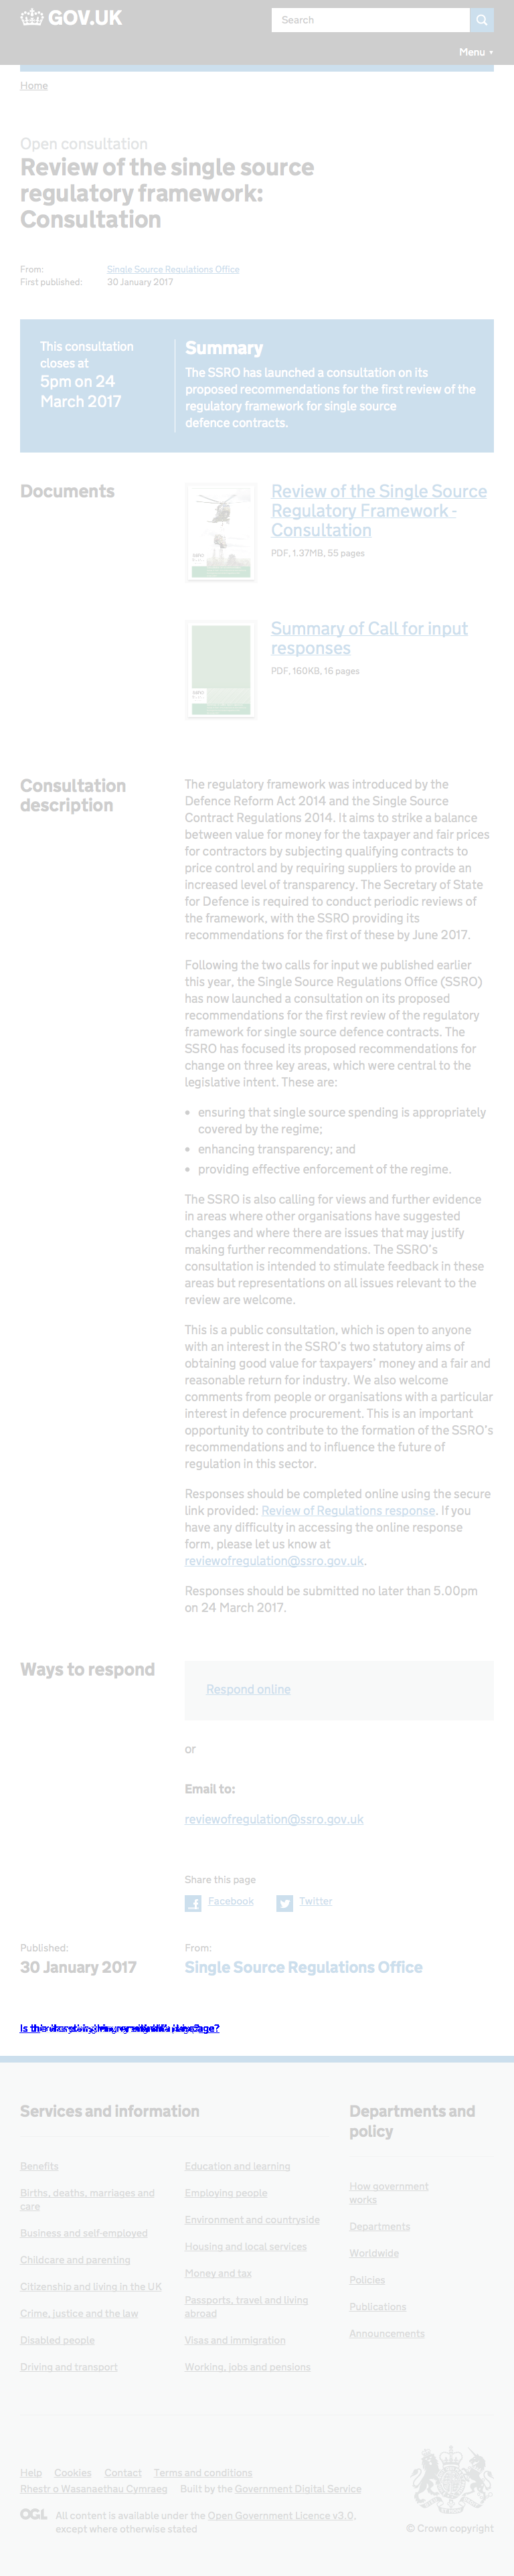 GOV.UK
Search
Menu ▼
Home
Open consultation
Review of the single source
regulatory framework:
Consultation
From: Single Source Regulations Office
First published: 30 January 2017
This consultation
closes at
5pm on 24
March 2017
Summary
The SSRO has launched a consultation on its
proposed recommendations for the first review of the
regulatory framework for single source
defence contracts.
Documents
Review of the Single Source
Regulatory Framework -
Consultation
PDF, 1.37MB, 55 pages
Summary of Call for input
responses
PDF, 160KB, 16 pages
Consultation
description
The regulatory framework was introduced by the
Defence Reform Act 2014 and the Single Source
Contract Regulations 2014. It aims to strike a balance
between value for money for the taxpayer and fair prices
for contractors by subjecting qualifying contracts to
price control and by requiring suppliers to provide an
increased level of transparency. The Secretary of State
for Defence is required to conduct periodic reviews of
the framework, with the SSRO providing its
recommendations for the first of these by June 2017.
Following the two calls for input we published earlier
this year, the Single Source Regulations Office (SSRO)
has now launched a consultation on its proposed
recommendations for the first review of the regulatory
framework for single source defence contracts. The
SSRO has focused its proposed recommendations for
change on three key areas, which were central to the
legislative intent. These are:
• ensuring that single source spending is appropriately
covered by the regime;
• enhancing transparency; and
• providing effective enforcement of the regime.
The SSRO is also calling for views and further evidence
in areas where other organisations have suggested
changes and where there are issues that may justify
making further recommendations. The SSRO's
consultation is intended to stimulate feedback in these
areas but representations on all issues relevant to the
review are welcome.
This is a public consultation, which is open to anyone
with an interest in the SSRO's two statutory aims of
obtaining good value for taxpayers' money and a fair and
reasonable return for industry. We also welcome
comments from people or organisations with a particular
interest in defence procurement. This is an important
opportunity to contribute to the formation of the SSRO's
recommendations and to influence the future of
regulation in this sector.
Responses should be completed online using the secure
link provided: Review of Regulations response. If you
have any difficulty in accessing the online response
form, please let us know at
reviewofregulation@ssro.gov.uk.
Responses should be submitted no later than 5.00pm
on 24 March 2017.
Ways to respond
Respond online
or
Email to:
reviewofregulation@ssro.gov.uk
Share this page
Facebook
Twitter
Published:
30 January 2017
From:
Single Source Regulations Office
Services and information
Benefits
Births, deaths, marriages and
care
Business and self-employed
Childcare and parenting
Citizenship and living in the UK
Crime, justice and the law
Disabled people
Driving and transport
Education and learning
Employing people
Environment and countryside
Housing and local services
Money and tax
Passports, travel and living
abroad
Visas and immigration
Working, jobs and pensions
Departments and
policy
How government
works
Departments
Worldwide
Policies
Publications
Announcements
Help Cookies Contact Terms and conditions
Rhestr o Wasanaethau Cymraeg Built by the Government Digital Service
OGL All content is available under the Open Government Licence v3.0,
except where otherwise stated
© Crown copyright